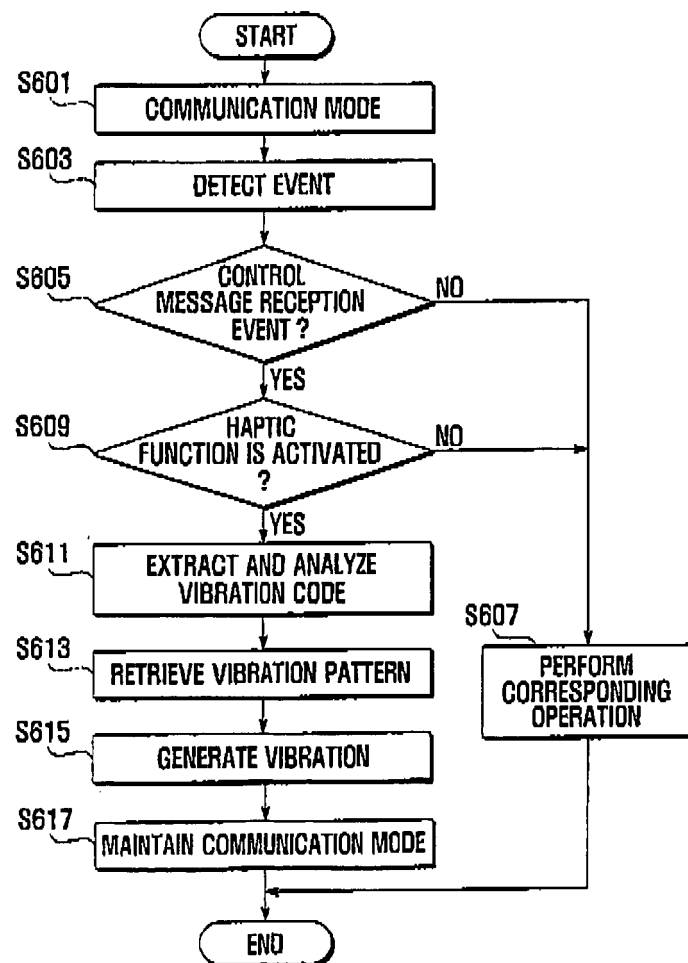 START
S601
COMMUNICATION MODE
S603
DETECT EVENT
S605
CONTROL
MESSAGE RECEPTION
EVENT ?
NO
YES
S609
HAPTIC
FUNCTION IS ACTIVATED
?
NO
YES
S611
EXTRACT AND ANALYZE
VIBRATION CODE
S607
PERFORM
CORRESPONDING
OPERATION
S613
RETRIEVE VIBRATION PATTERN
S615
GENERATE VIBRATION
S617
MAINTAIN COMMUNICATION MODE
END